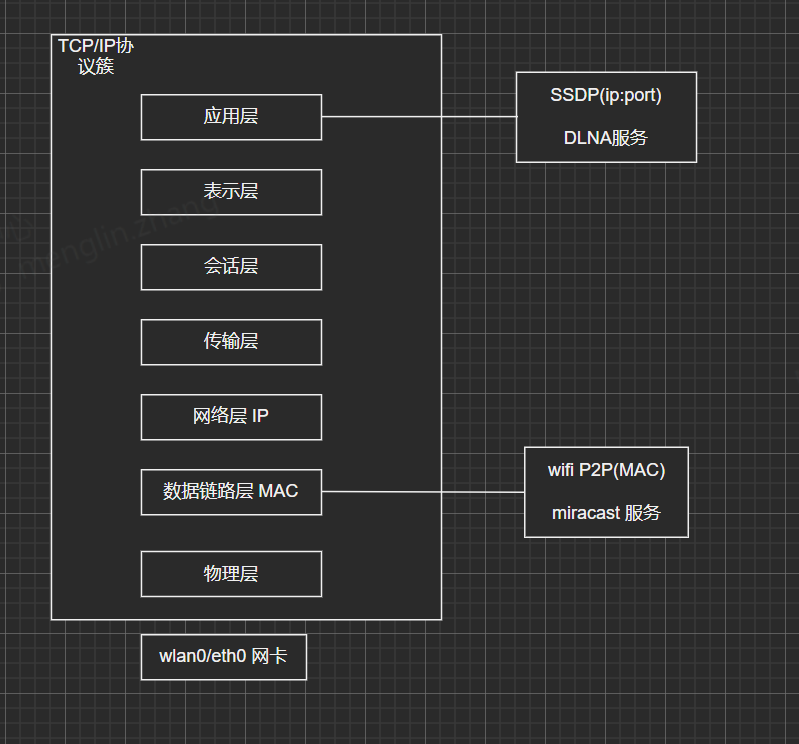 TCP/IP协
议簇
应用层
SSDP(ip:port)
DLNA服务
表示层
menglin.zhang
会话层
传输层
网络层 IP
数据链路层 MAC
wifi P2P(MAC)
miracast 服务
物理层
wlan0/eth0 网卡